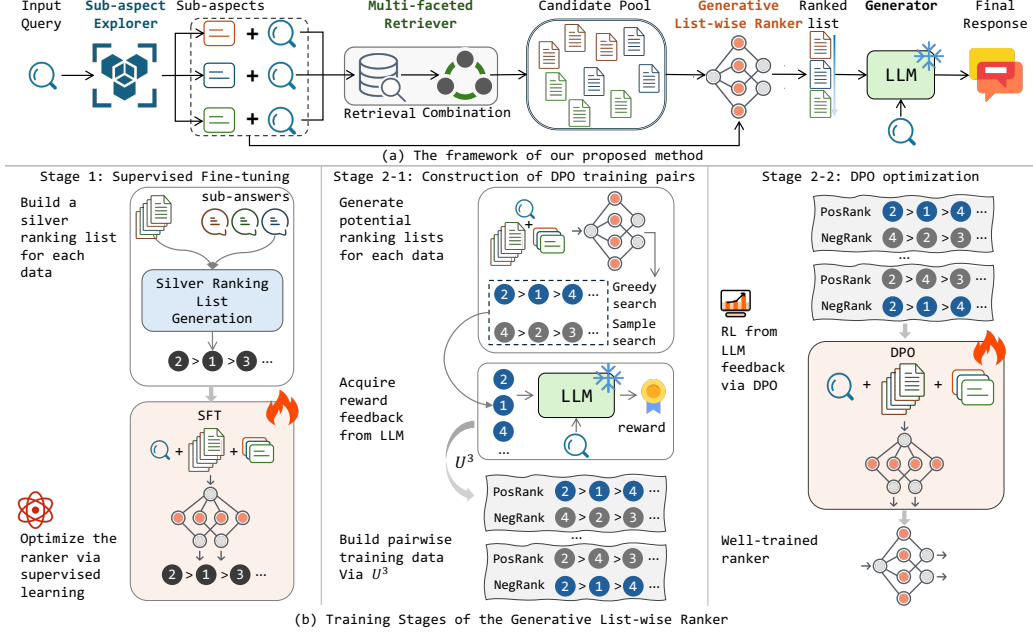 Input
Query
Sub-aspect
Explorer
Sub-aspects
Multi-faceted
Retriever
Candidate Pool
Generative
List-wise Ranker
Ranked
list
Generator
Final
Response
+
+
+
Retrieval
Combination
LLM
(a) The framework of our proposed method
Stage 1: Supervised Fine-tuning
Build a
silver
ranking list
for each
data
sub-answers
Silver Ranking
List
Generation
2 > 1 > 3 …
SFT
+ +
Optimize the
ranker via
supervised
learning
2 > 1 > 3 …
Stage 2-1: Construction of DPO training pairs
Generate
potential
ranking lists
for each data
+
2 > 1 > 4 …
Greedy
search
4 > 2 > 3 …
Sample
search
Acquire
reward
feedback
from LLM
2
1
4
…
LLM
reward
U³
Build pairwise
training data
Via U³
PosRank 2 > 1 > 4 …
NegRank 4 > 2 > 3 …
…
PosRank 2 > 4 > 3 …
NegRank 2 > 1 > 4 …
Stage 2-2: DPO optimization
PosRank 2 > 1 > 4 …
NegRank 4 > 2 > 3 …
…
PosRank 2 > 4 > 3 …
NegRank 2 > 1 > 4 …
RL from
LLM
feedback
via DPO
DPO
+ +
Well-trained
ranker
(b) Training Stages of the Generative List-wise Ranker